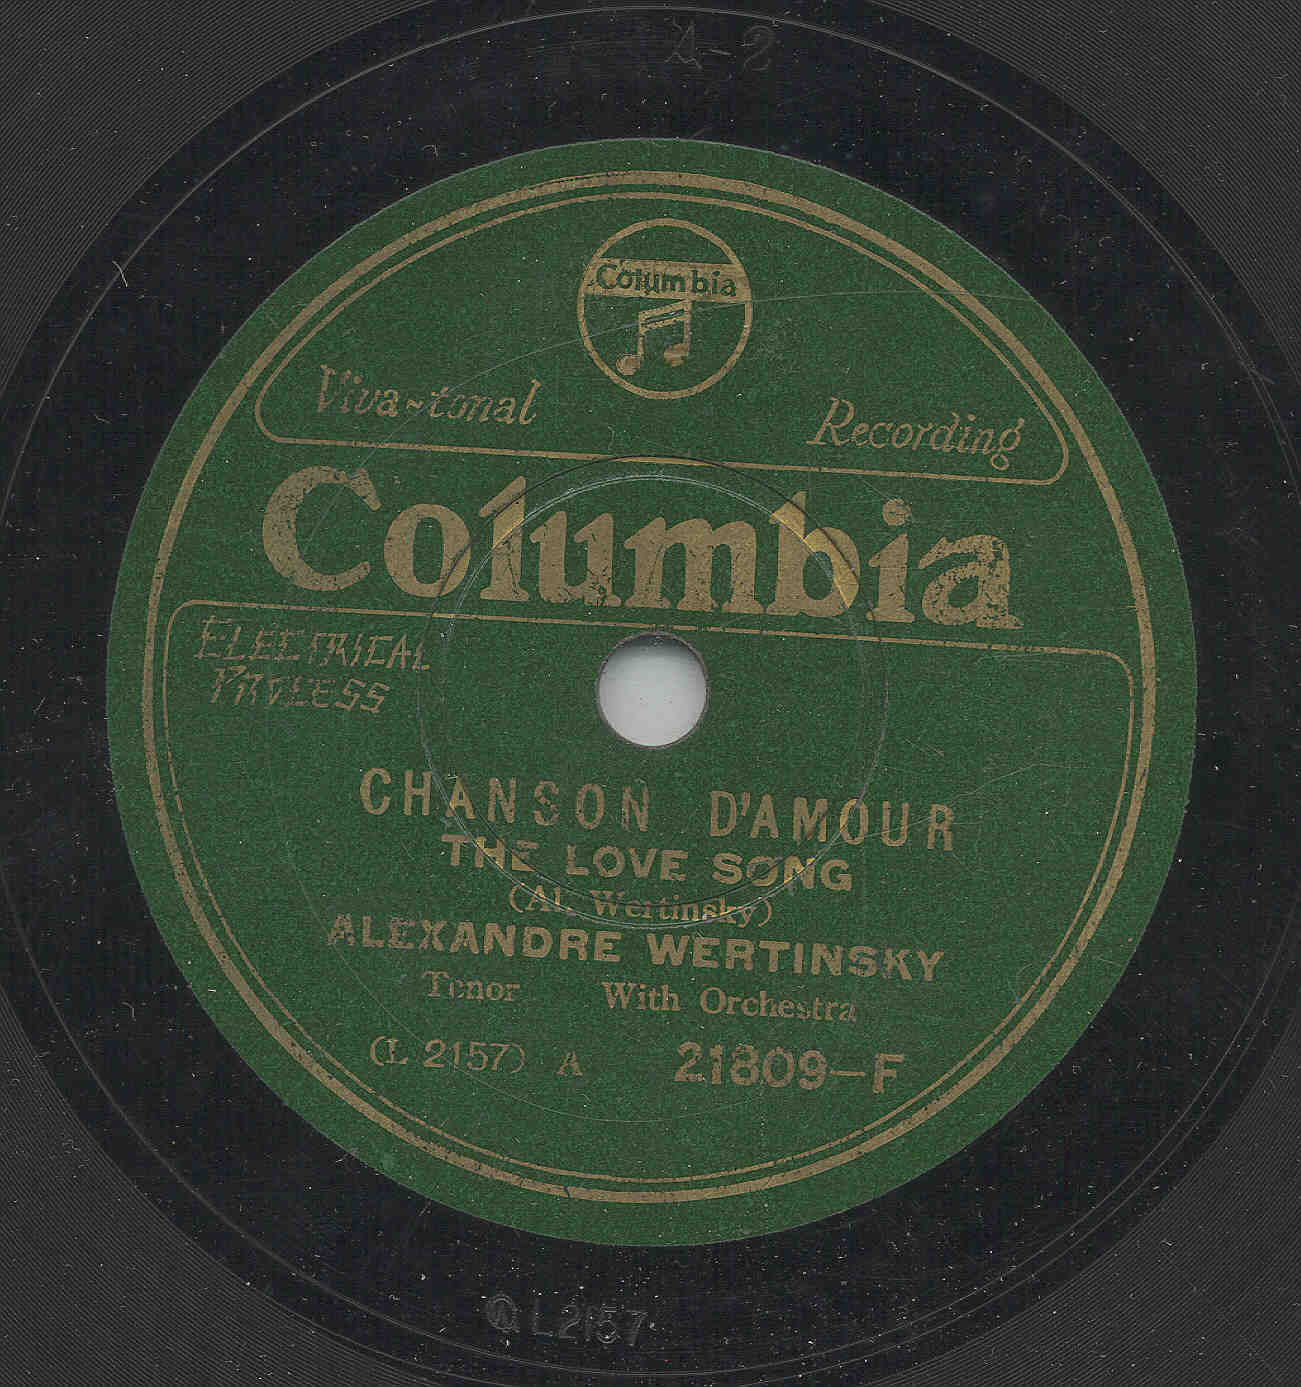 A-2
Columbia
Viva-tonal Recording
Columbia
ELECTRICAL
PROCESS
CHANSON D'AMOUR
THE LOVE SONG
(Al. Wertinsky)
ALEXANDRE WERTINSKY
Tenor With Orchestra
(L 2157) A 21809-F
L2157